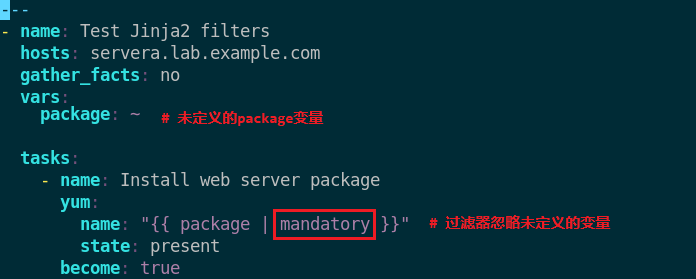 ---
- name: Test Jinja2 filters
  hosts: servera.lab.example.com
  gather_facts: no
  vars:
    package: ~ # 未定义的package变量
  tasks:
    - name: Install web server package
      yum:
        name: "{{ package | mandatory }}" # 过滤器忽略未定义的变量
        state: present
      become: true